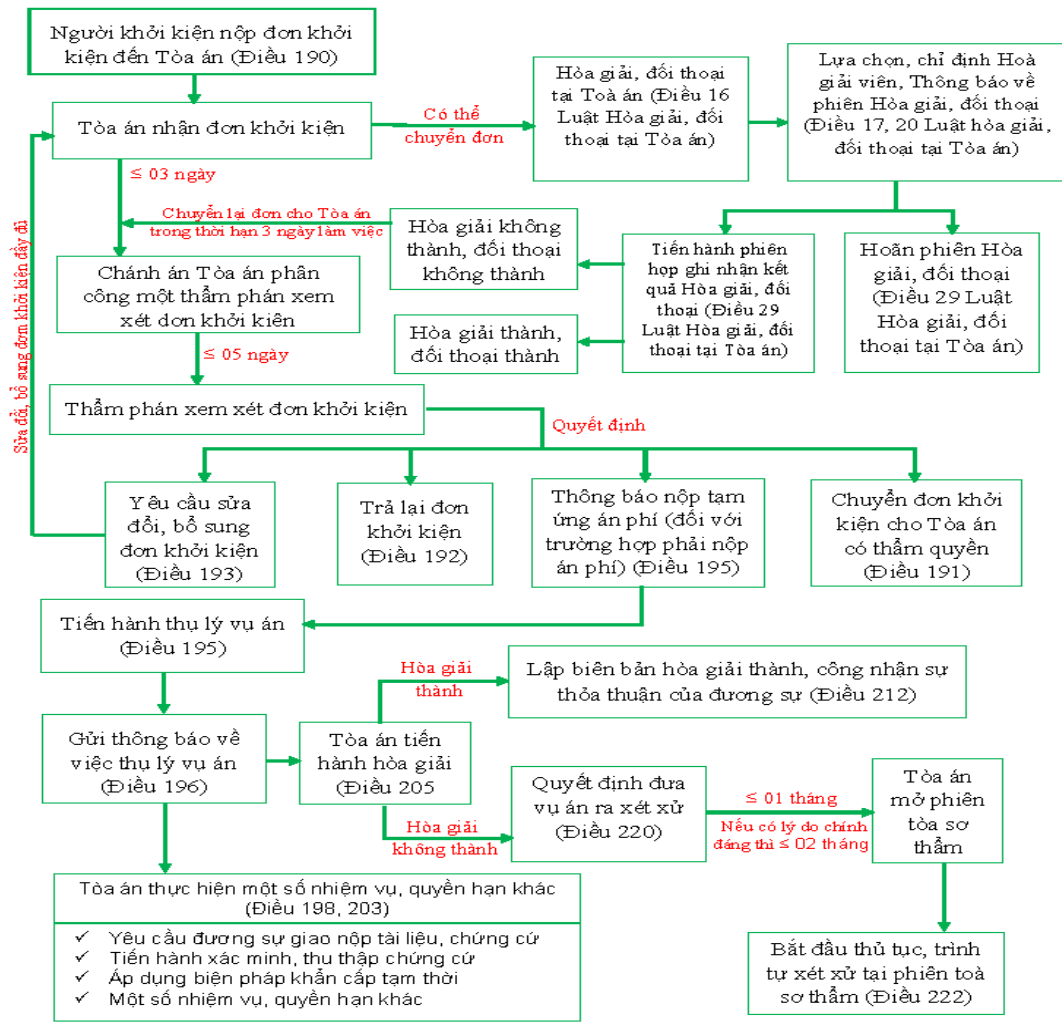 Người khởi kiện nộp đơn khởi
kiện đến Tòa án (Điều 190)
Tòa án nhận đơn khởi kiện
Có thể
chuyển đơn
Hòa giải, đối thoại
tại Toà án (Điều 16
Luật Hòa giải, đối
thoại tại Tòa án)
Lựa chọn, chỉ định Hoà
giải viên, Thông báo về
phiên Hòa giải, đối thoại
(Điều 17, 20 Luật hòa giải,
đối thoại tại Tòa án)
≤ 03 ngày
Chuyển lại đơn cho Tòa án
trong thời hạn 3 ngày làm việc
Hòa giải không
thành, đối thoại
không thành
Tiến hành phiên
họp ghi nhận kết
quả Hòa giải, đối
thoại (Điều 29
Luật Hòa giải, đối
thoại tại Tòa án)
Hoãn phiên Hòa
giải, đối thoại
(Điều 29 Luật
Hòa giải, đối
thoại tại Tòa án)
Chánh án Tòa án phân
công một thẩm phán xem
xét đơn khởi kiên
Hòa giải thành,
đối thoại thành
≤ 05 ngày
Thẩm phán xem xét đơn khởi kiện
Quyết định
Sửa đổi, bổ sung đơm khởi kiện đầy đủ
Yêu cầu sửa
đổi, bổ sung
đơn khởi kiện
(Điều 193)
Trả lại đơn
khởi kiện
(Điều 192)
Thông báo nộp tạm
ứng án phí (đối với
trường hợp phải nộp
án phí) (Điều 195)
Chuyển đơn khởi
kiện cho Tòa án
có thẩm quyền
(Điều 191)
Tiến hành thụ lý vụ án
(Điều 195)
Hòa giải
thành
Lập biên bản hòa giải thành, công nhận sự
thỏa thuận của đương sự (Điều 212)
Gửi thông báo về
việc thụ lý vụ án
(Điều 196)
Tòa án tiến
hành hòa giải
(Điều 205
Hòa giải
không thành
Quyết định đưa
vụ án ra xét xử
(Điều 220)
≤ 01 tháng
Nếu có lý do chính
đáng thì ≤ 02 tháng
Tòa án
mở phiên
tòa sơ
thẩm
Tòa án thực hiện một số nhiệm vụ, quyền hạn khác
(Điều 198, 203)
✓ Yêu cầu đương sự giao nộp tài liệu, chứng cứ
✓ Tiến hành xác minh, thu thập chứng cứ
✓ Áp dụng biện pháp khẩn cấp tạm thời
✓ Một số nhiệm vụ, quyền hạn khác
Bắt đầu thủ tục, trình
tự xét xử tại phiên toà
sơ thẩm (Điều 222)